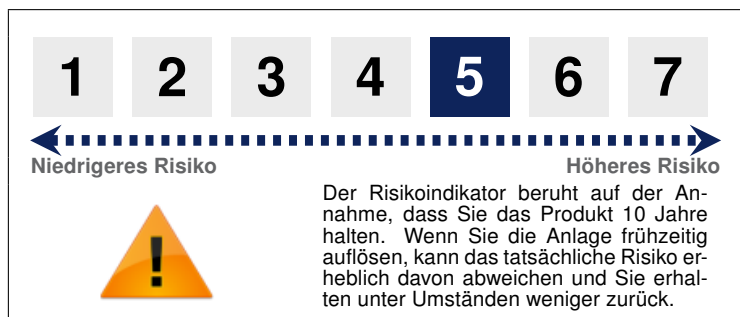 1 2 3 4 5 6 7
Niedrigeres Risiko Höheres Risiko
Der Risikoindikator beruht auf der An-
nahme, dass Sie das Produkt 10 Jahre
halten. Wenn Sie die Anlage frühzeitig
auflösen, kann das tatsächliche Risiko er-
heblich davon abweichen und Sie erhal-
ten unter Umständen weniger zurück.